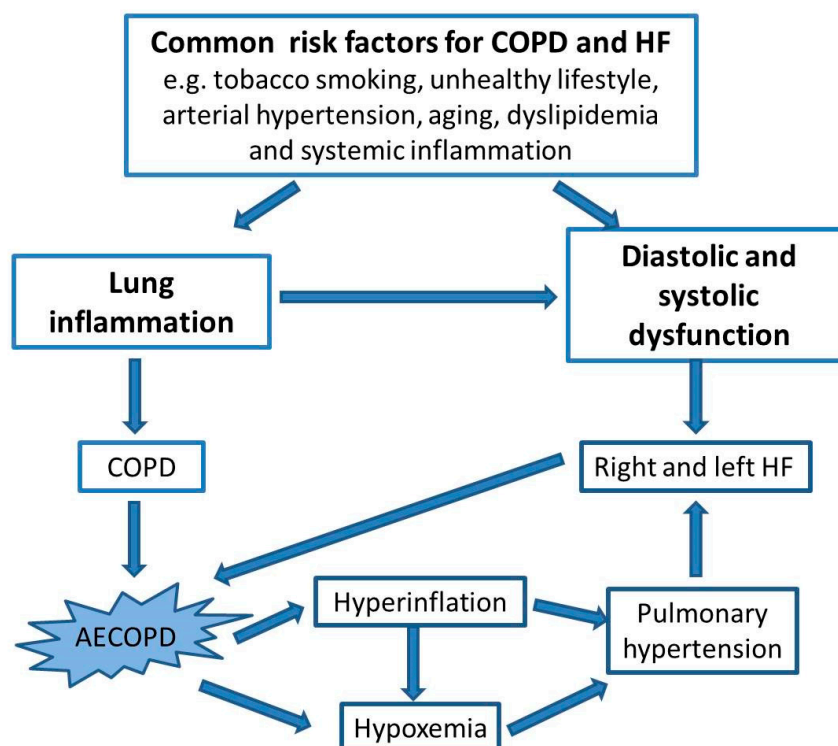 Common risk factors for COPD and HF
e.g. tobacco smoking, unhealthy lifestyle,
arterial hypertension, aging, dyslipidemia
and systemic inflammation
Lung
inflammation
Diastolic and
systolic
dysfunction
COPD
Right and left HF
AECOPD
Hyperinflation
Pulmonary
hypertension
Hypoxemia